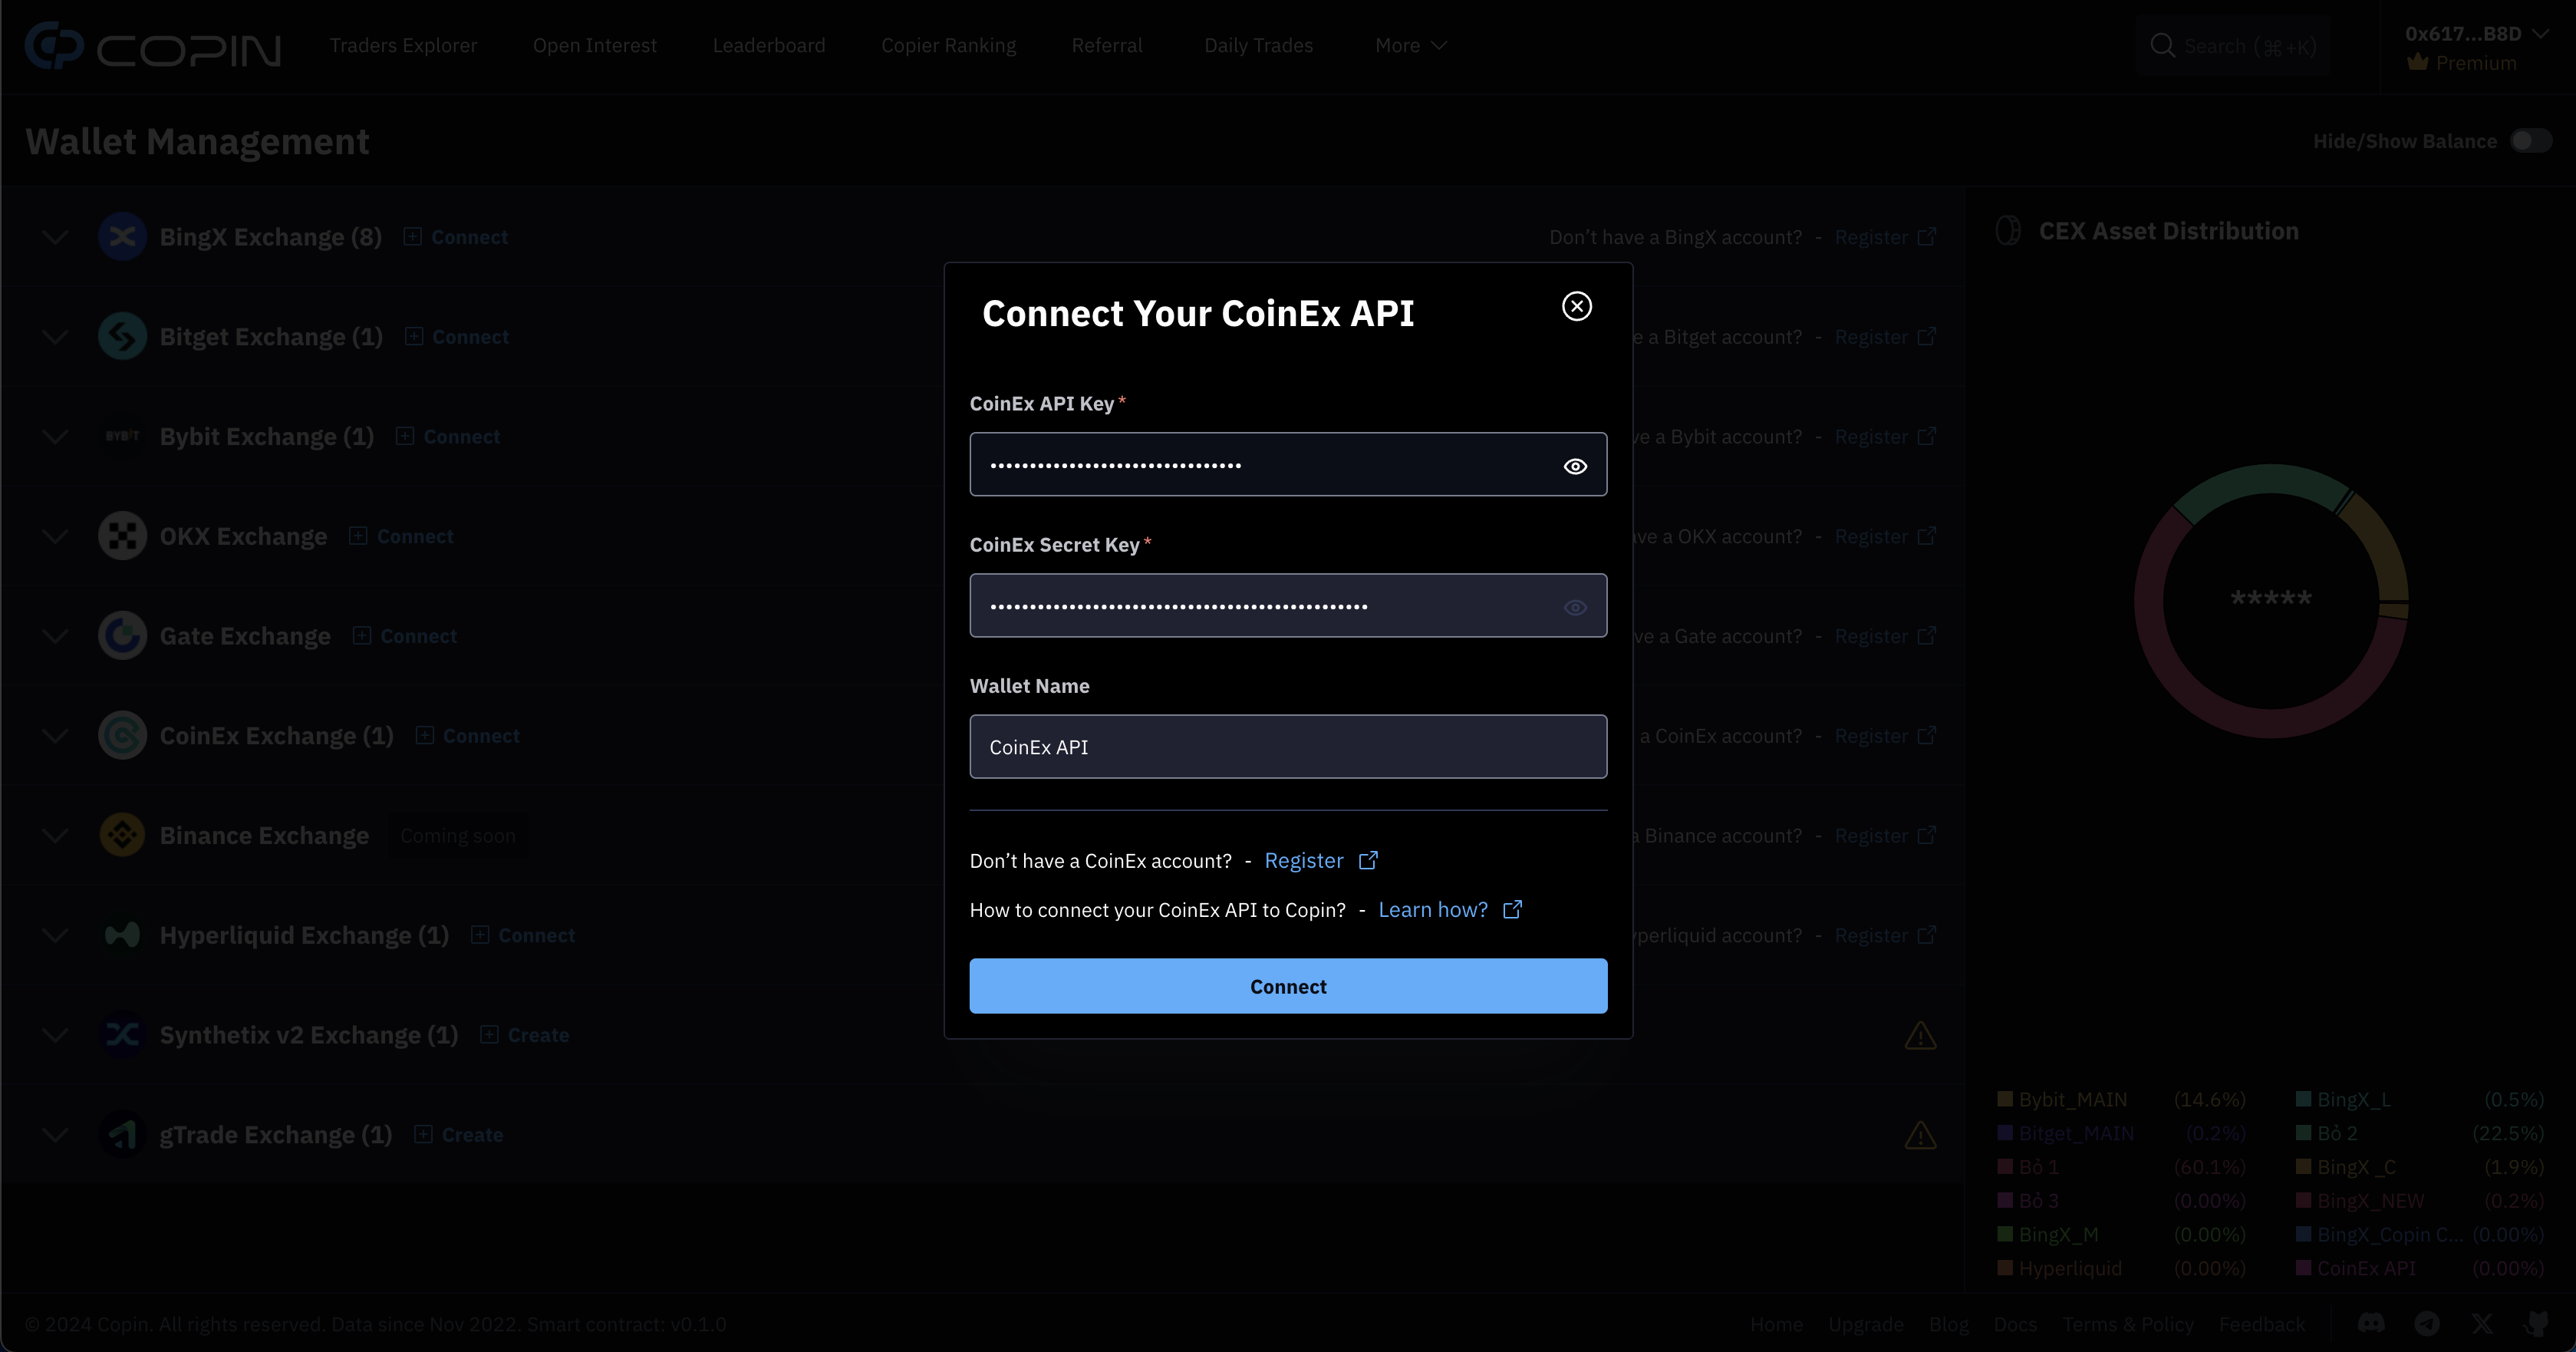 COPIN
Traders Explorer Open Interest Leaderboard Copier Ranking Referral Daily Trades More
Search (⌘+K)
0x617...B8D
Premium
Wallet Management
Hide/Show Balance
BingX Exchange (8) Connect
Don't have a BingX account? - Register
Bitget Exchange (1) Connect
e a Bitget account? - Register
BYBIT Bybit Exchange (1) Connect
ve a Bybit account? - Register
OKX Exchange Connect
ave a OKX account? - Register
Gate Exchange Connect
ve a Gate account? - Register
CoinEx Exchange (1) Connect
a CoinEx account? - Register
Binance Exchange Coming soon
a Binance account? - Register
Hyperliquid Exchange (1) Connect
yperliquid account? - Register
Synthetix v2 Exchange (1) Create
gTrade Exchange (1) Create
Connect Your CoinEx API
CoinEx API Key*
CoinEx Secret Key*
Wallet Name
CoinEx API
Don't have a CoinEx account? - Register
How to connect your CoinEx API to Copin? - Learn how?
Connect
CEX Asset Distribution
*****
Bybit_MAIN (14.6%) BingX_L (0.5%)
Bitget_MAIN (0.2%) Bỏ 2 (22.5%)
Bỏ 1 (60.1%) BingX _C (1.9%)
Bỏ 3 (0.00%) BingX_NEW (0.2%)
BingX_M (0.00%) BingX_Copin C... (0.00%)
Hyperliquid (0.00%) CoinEx API (0.00%)
© 2024 Copin. All rights reserved. Data since Nov 2022. Smart contract: v0.1.0
Home Upgrade Blog Docs Terms & Policy Feedback